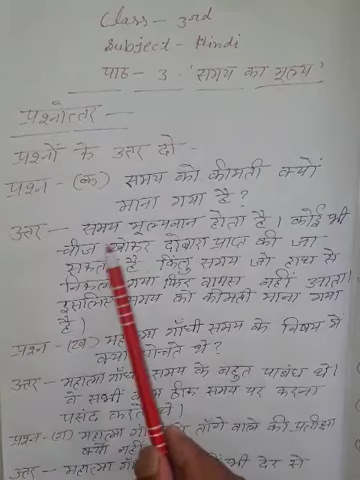 Class - 3rd
Subject - Hindi
पाठ - 3 'समय का मूल्य'
प्रश्नोत्तर -
प्रश्नों के उत्तर दो -
प्रश्न - (क) समय को कीमती क्यों
माना गया है?
उत्तर - समय मूल्यवान होता है। कोई भी
चीज खोकर दोबारा प्राप्त की जा
सकती है किंतु समय जो हाथ से
निकल गया फिर वापस नहीं आता।
इसलिए समय को कीमती माना गया
है।
प्रश्न - (ख) महात्मा गाँधी समय के विषय में
क्या सोचते थे?
उत्तर - महात्मा गाँधी समय के बहुत पाबंद थे।
वे सभी काम ठीक समय पर करना
पसंद करते थे।
प्रश्न - (ग) महात्मा ताँगे वाले की प्रतीक्षा
क्यों नहीं
उत्तर - महात्मा भी देर से